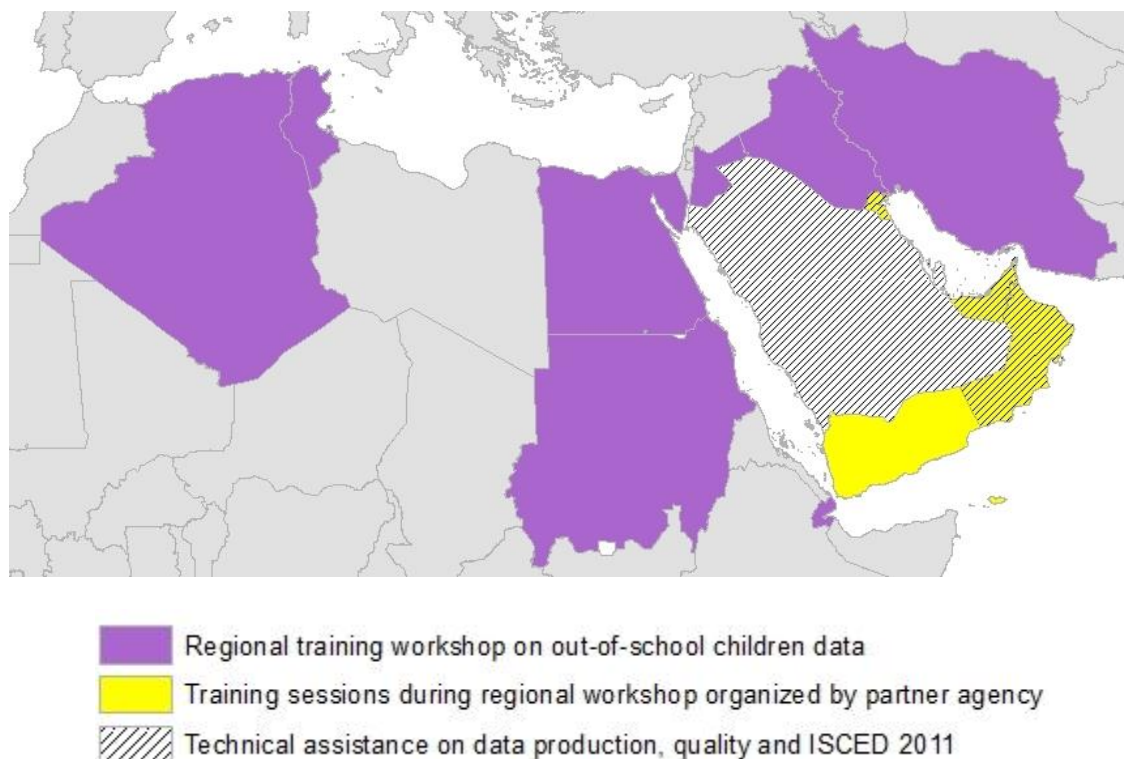 Regional training workshop on out-of-school children data
Training sessions during regional workshop organized by partner agency
Technical assistance on data production, quality and ISCED 2011